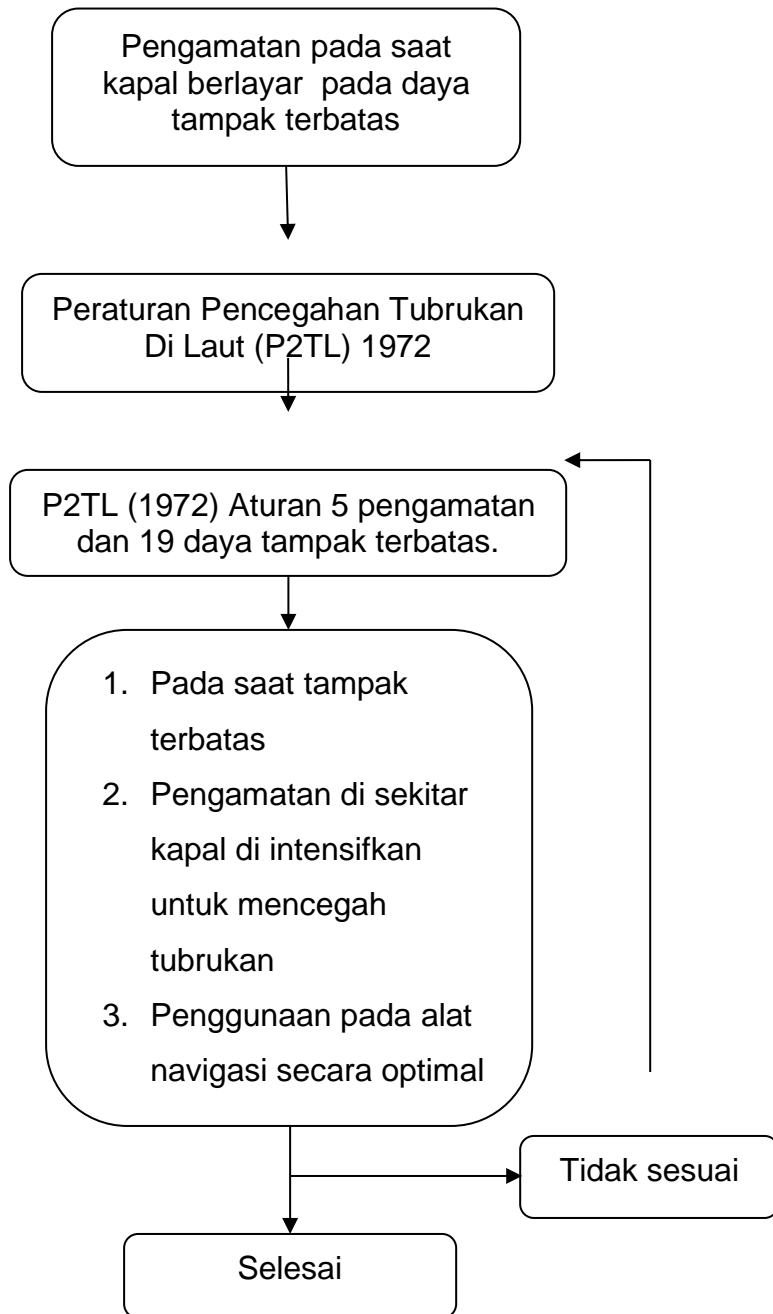 Pengamatan pada saat
kapal berlayar pada daya
tampak terbatas
Peraturan Pencegahan Tubrukan
Di Laut (P2TL) 1972
P2TL (1972) Aturan 5 pengamatan
dan 19 daya tampak terbatas.
1. Pada saat tampak
terbatas
2. Pengamatan di sekitar
kapal di intensifkan
untuk mencegah
tubrukan
3. Penggunaan pada alat
navigasi secara optimal
Tidak sesuai
Selesai